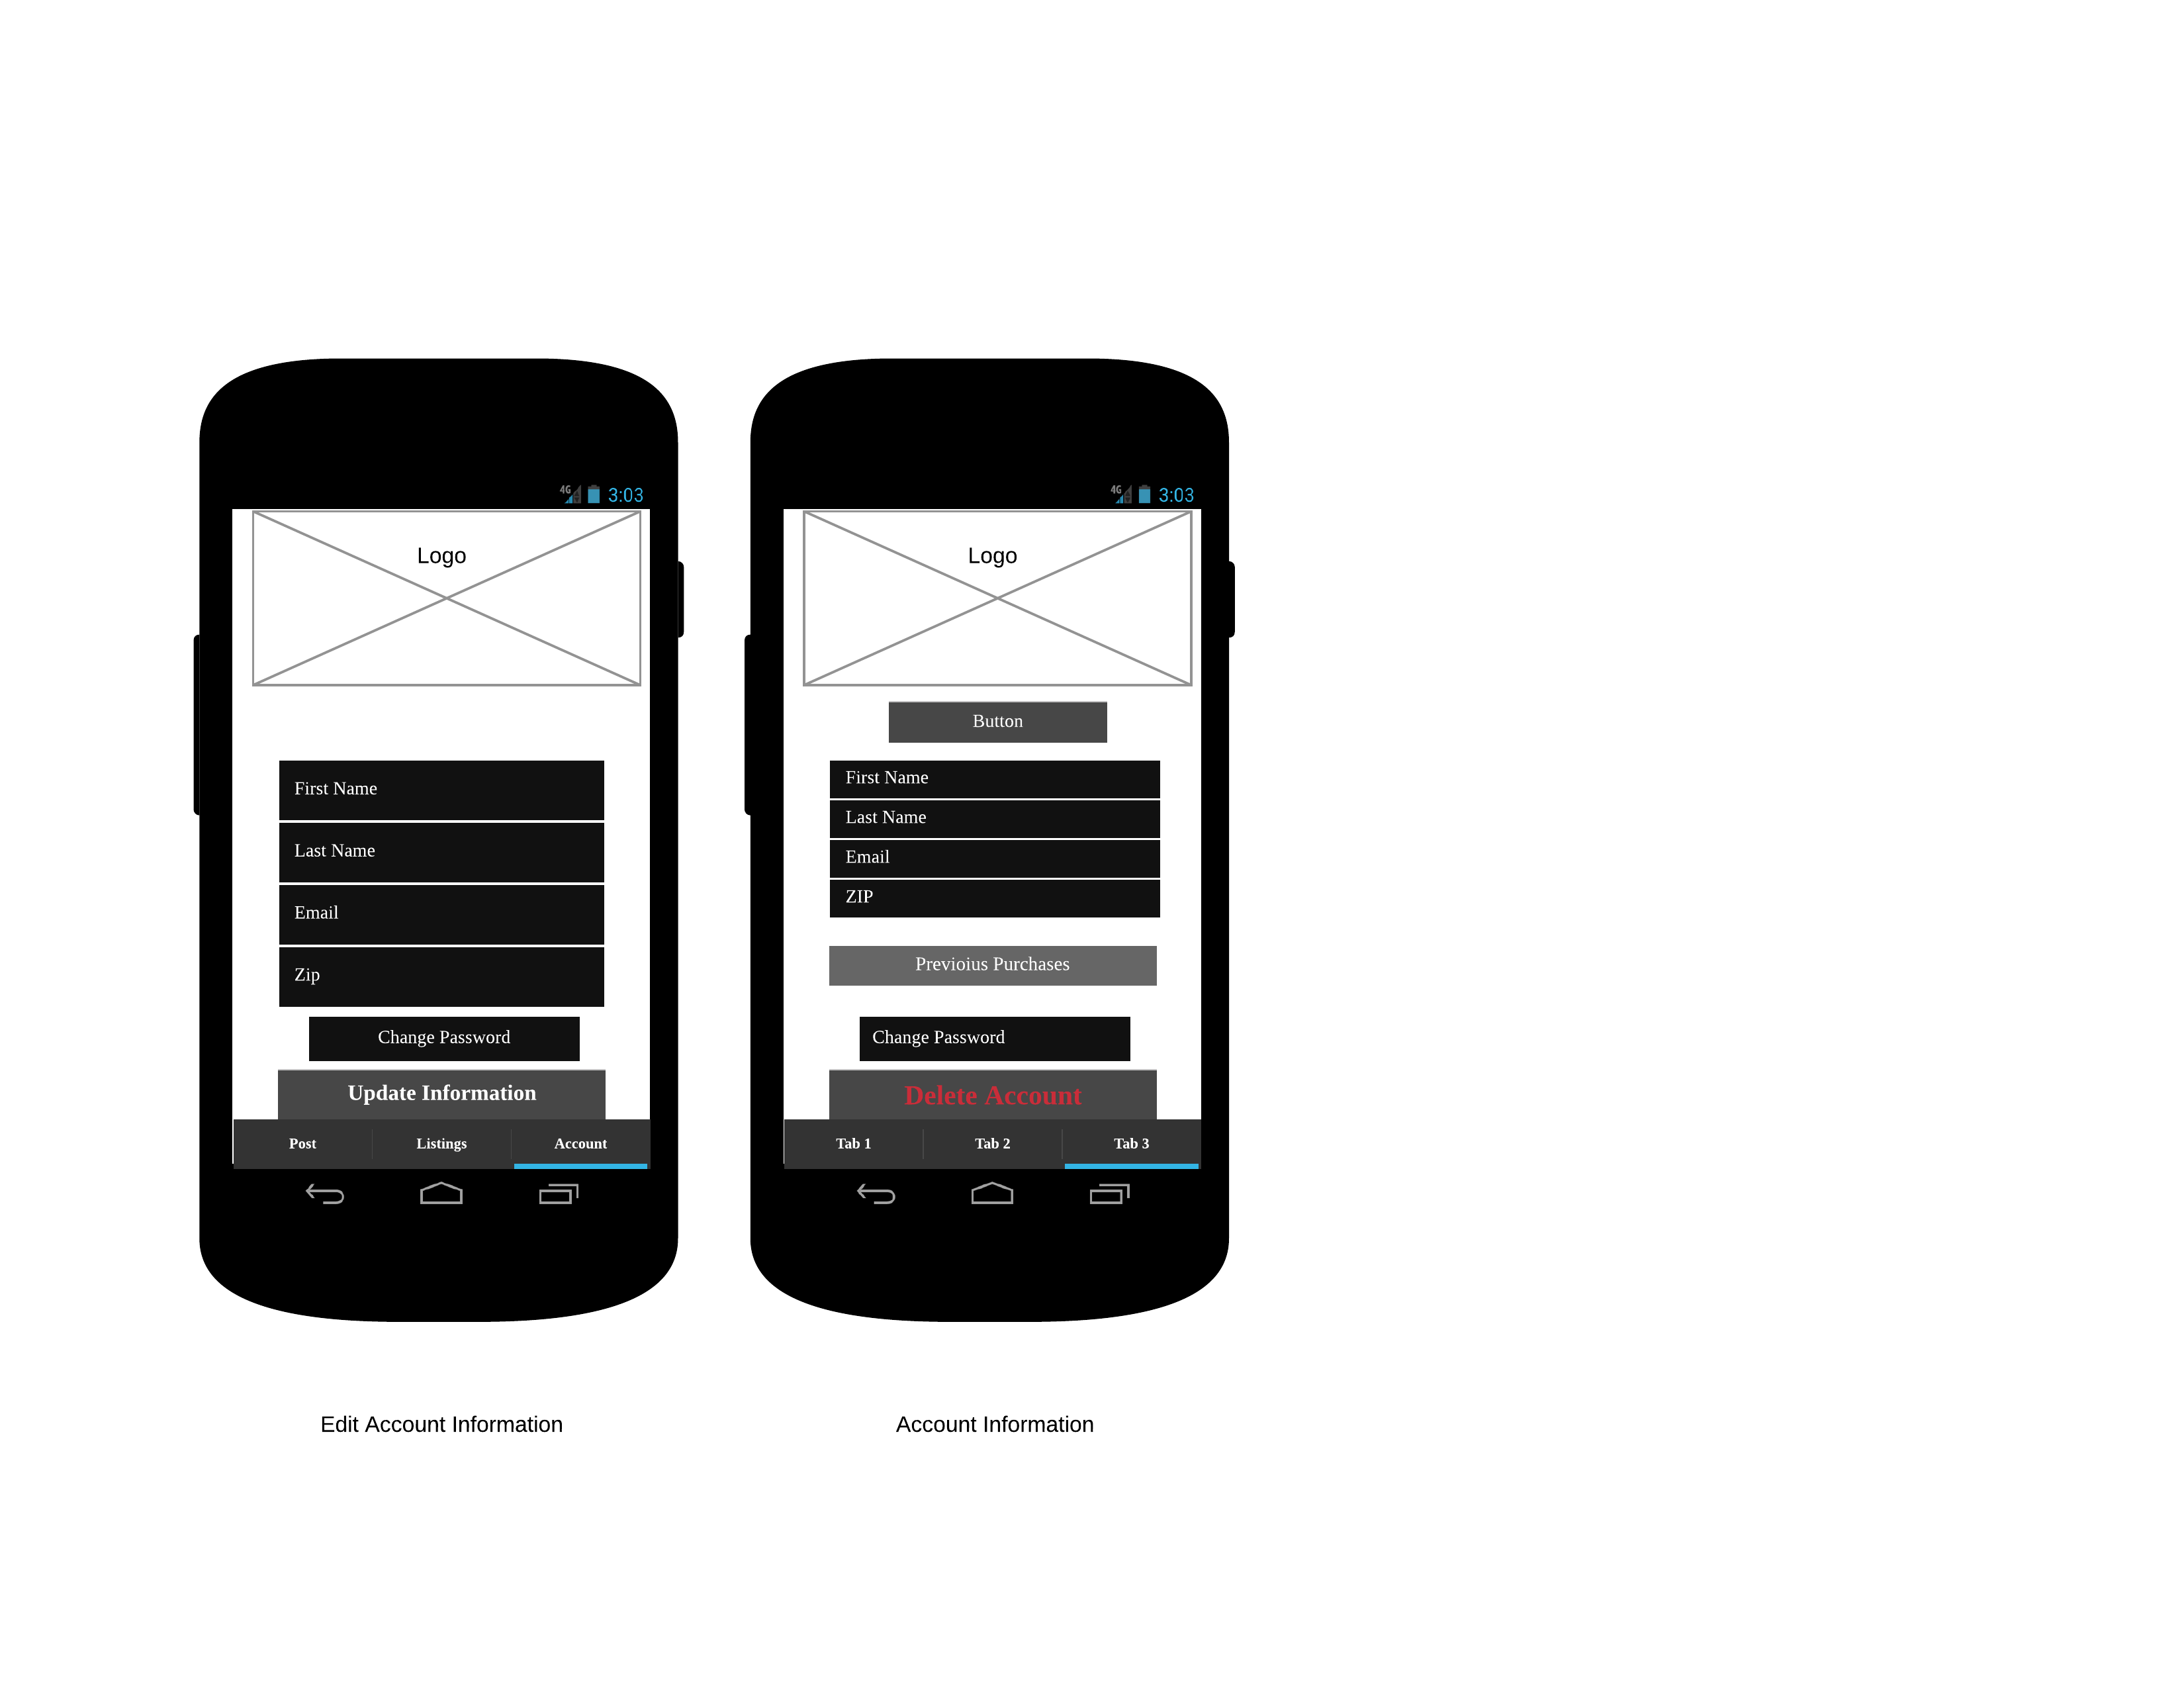 4G 3:03
Logo
First Name
Last Name
Email
Zip
Change Password
Update Information
Post Listings Account
Edit Account Information
4G 3:03
Logo
Button
First Name
Last Name
Email
ZIP
Previoius Purchases
Change Password
Delete Account
Tab 1 Tab 2 Tab 3
Account Information